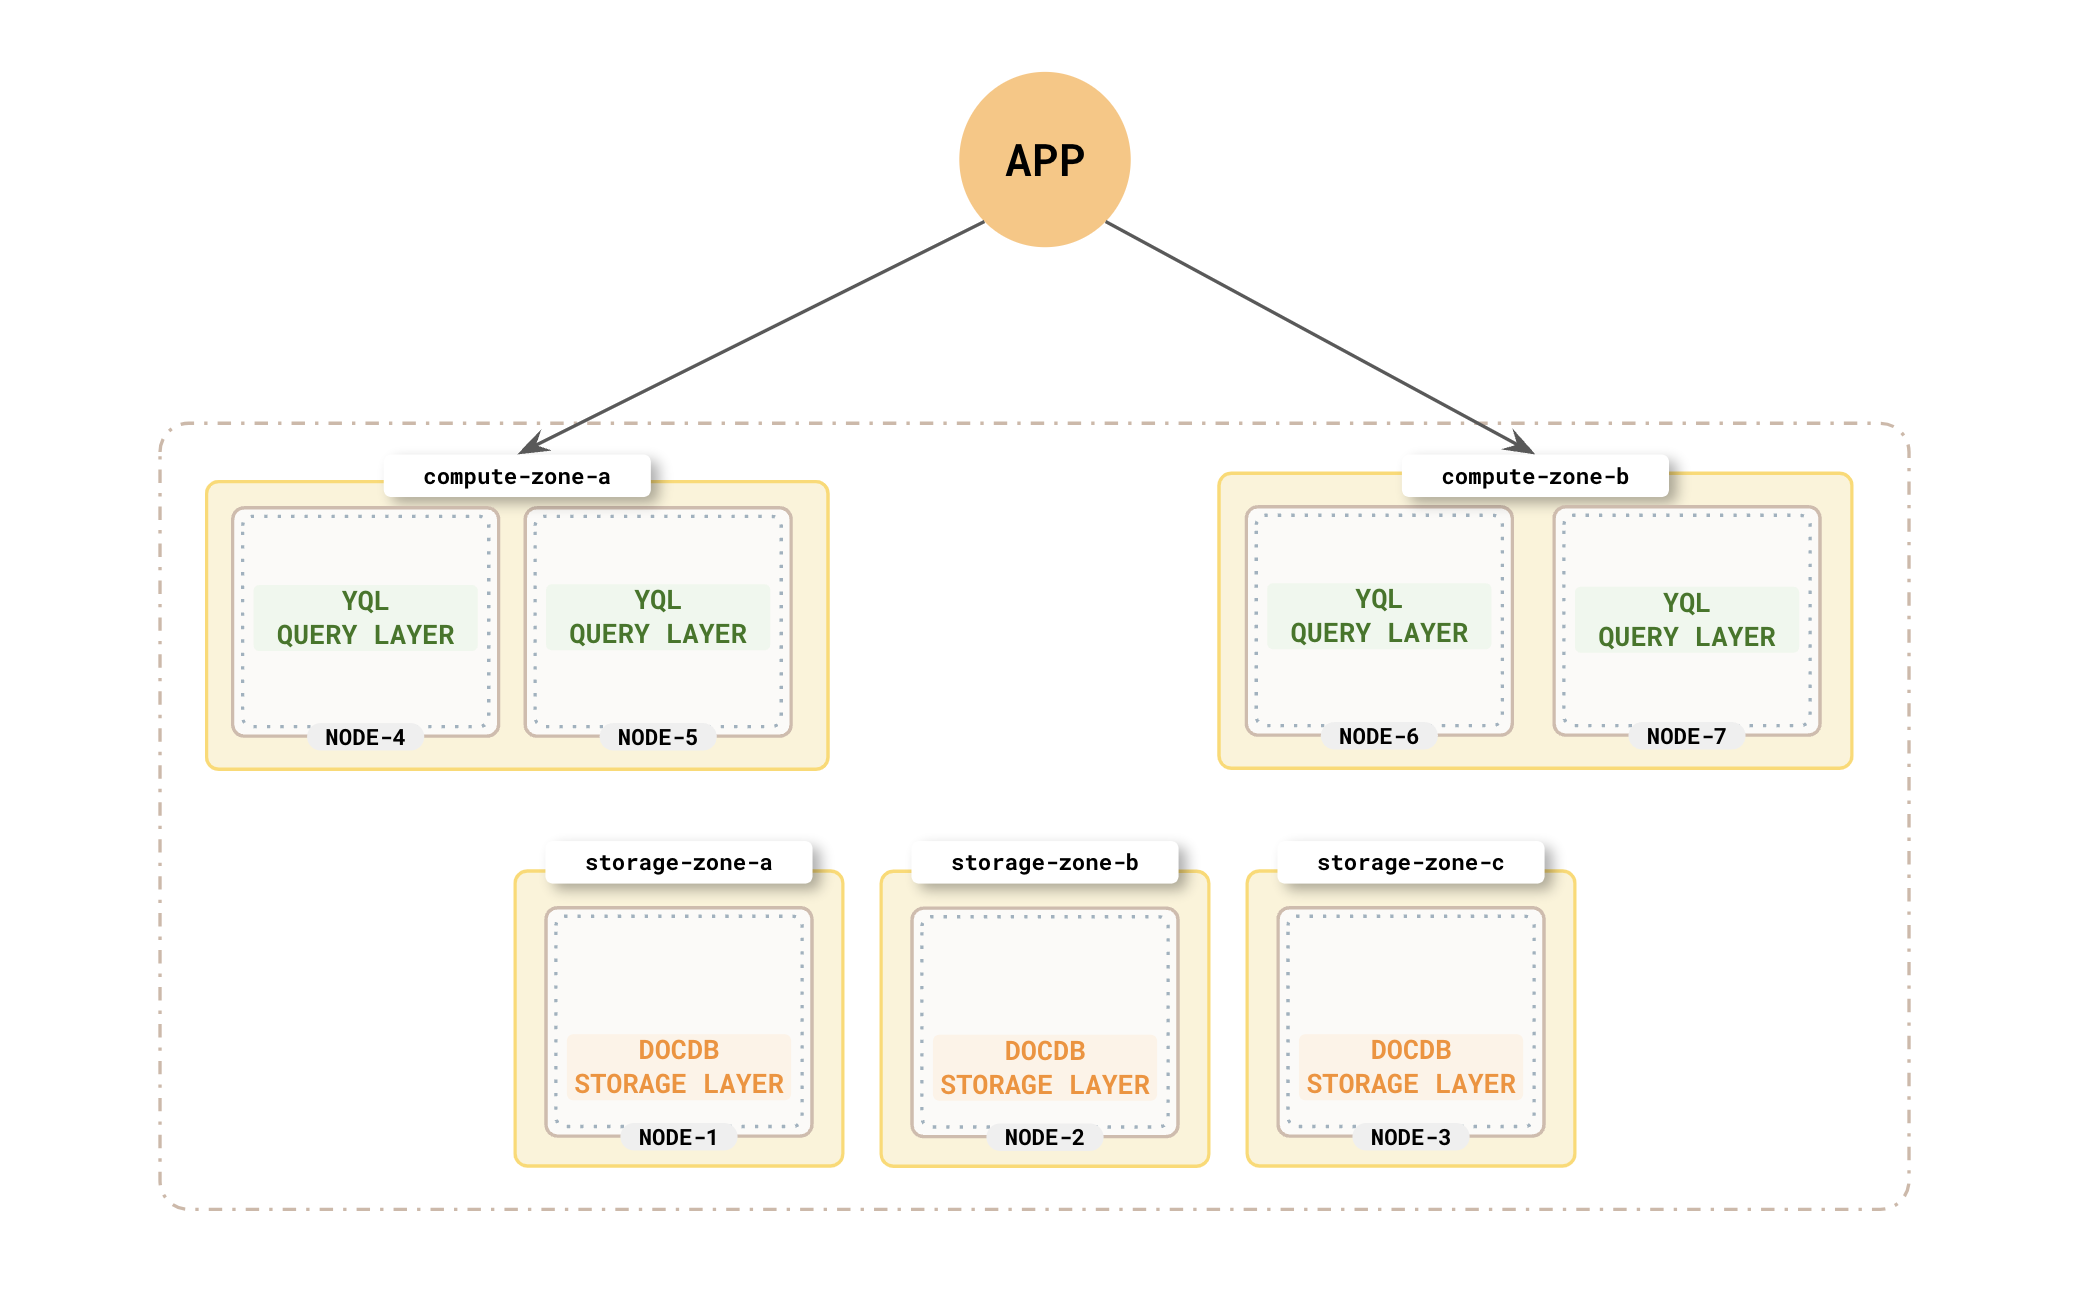 APP
compute-zone-a
compute-zone-b
YQL
QUERY LAYER
YQL
QUERY LAYER
YQL
QUERY LAYER
YQL
QUERY LAYER
NODE-4
NODE-5
NODE-6
NODE-7
storage-zone-a
storage-zone-b
storage-zone-c
DOCDB
STORAGE LAYER
DOCDB
STORAGE LAYER
DOCDB
STORAGE LAYER
NODE-1
NODE-2
NODE-3